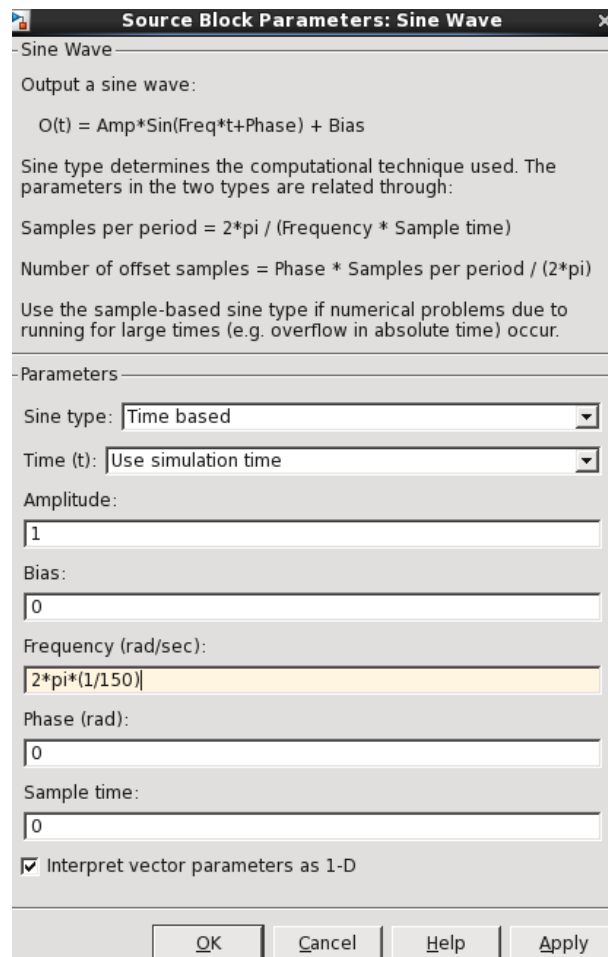 Source Block Parameters: Sine Wave
Sine Wave
Output a sine wave:
O(t) = Amp*Sin(Freq*t+Phase) + Bias
Sine type determines the computational technique used. The
parameters in the two types are related through:
Samples per period = 2*pi / (Frequency * Sample time)
Number of offset samples = Phase * Samples per period / (2*pi)
Use the sample-based sine type if numerical problems due to
running for large times (e.g. overflow in absolute time) occur.
Parameters
Sine type: Time based
Time (t): Use simulation time
Amplitude:
1
Bias:
0
Frequency (rad/sec):
2*pi*(1/150)
Phase (rad):
0
Sample time:
0
Interpret vector parameters as 1-D
OK Cancel Help Apply